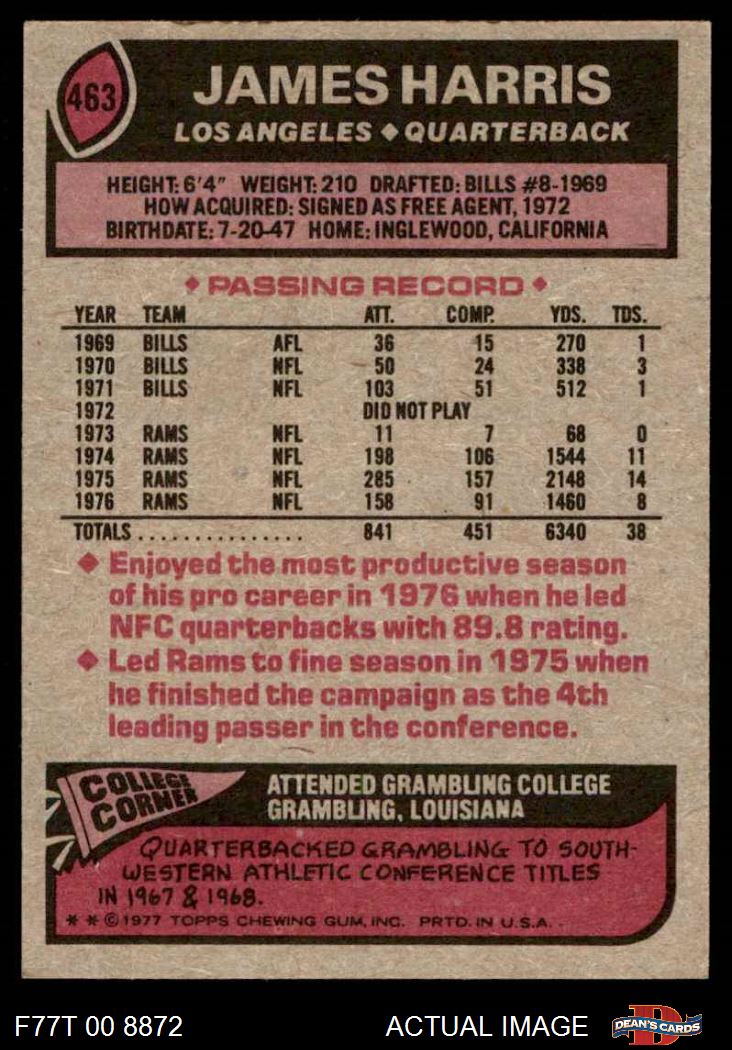 463
JAMES HARRIS
LOS ANGELES ◆ QUARTERBACK
HEIGHT: 6'4" WEIGHT: 210 DRAFTED: BILLS #8-1969
HOW ACQUIRED: SIGNED AS FREE AGENT, 1972
BIRTHDATE: 7-20-47 HOME: INGLEWOOD, CALIFORNIA
◆ PASSING RECORD ◆
YEAR TEAM ATT. COMP. YDS. TDS.
1969 BILLS AFL 36 15 270 1
1970 BILLS NFL 50 24 338 3
1971 BILLS NFL 103 51 512 1
1972 DID NOT PLAY
1973 RAMS NFL 11 7 68 0
1974 RAMS NFL 198 106 1544 11
1975 RAMS NFL 285 157 2148 14
1976 RAMS NFL 158 91 1460 8
TOTALS ............... 841 451 6340 38
◆ Enjoyed the most productive season
of his pro career in 1976 when he led
NFC quarterbacks with 89.8 rating.
◆ Led Rams to fine season in 1975 when
he finished the campaign as the 4th
leading passer in the conference.
COLLEGE
CORNER
ATTENDED GRAMBLING COLLEGE
GRAMBLING, LOUISIANA
QUARTERBACKED GRAMBLING TO SOUTH-
WESTERN ATHLETIC CONFERENCE TITLES
IN 1967 & 1968.
* * © 1977 TOPPS CHEWING GUM, INC. PRTD. IN U.S.A.
F77T 00 8872 ACTUAL IMAGE
D
DEAN'S CARDS